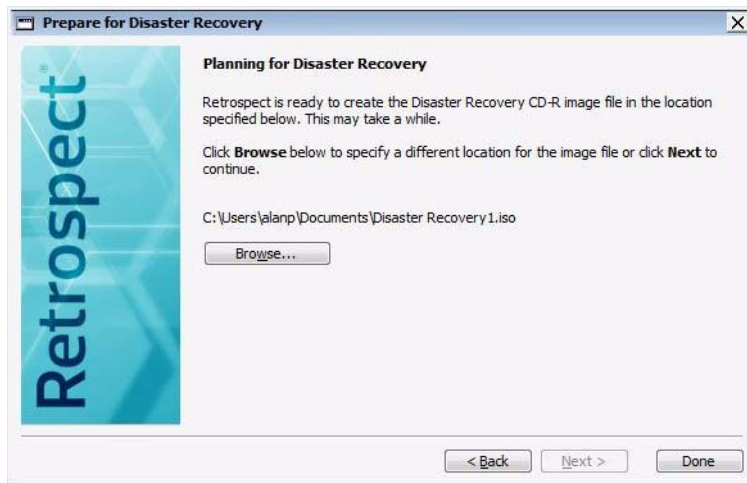 Prepare for Disaster Recovery
Retrospect
Planning for Disaster Recovery
Retrospect is ready to create the Disaster Recovery CD-R image file in the location
specified below. This may take a while.
Click Browse below to specify a different location for the image file or click Next to
continue.
C:\Users\alanp\Documents\Disaster Recovery1.iso
Browse...
< Back
Next >
Done